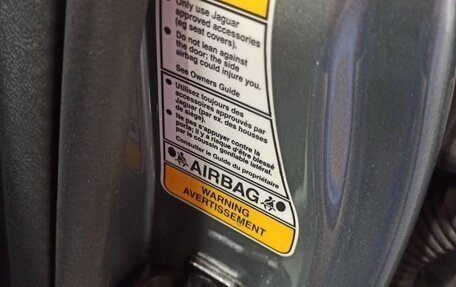 Only use Jaguar
approved accessories
(eg seat covers).
Do not lean against
the door; the side
airbag could injure you.
See Owners Guide
Utilisez toujours des
accessoires approuvés par
Jaguar (par ex. des housses
de siège).
Ne pas s'appuyer contre la
porte; il y a risque d'être blessé
par le coussin gonflable latéral.
Consulter le Guide du propriétaire
AIRBAG
WARNING
AVERTISSEMENT